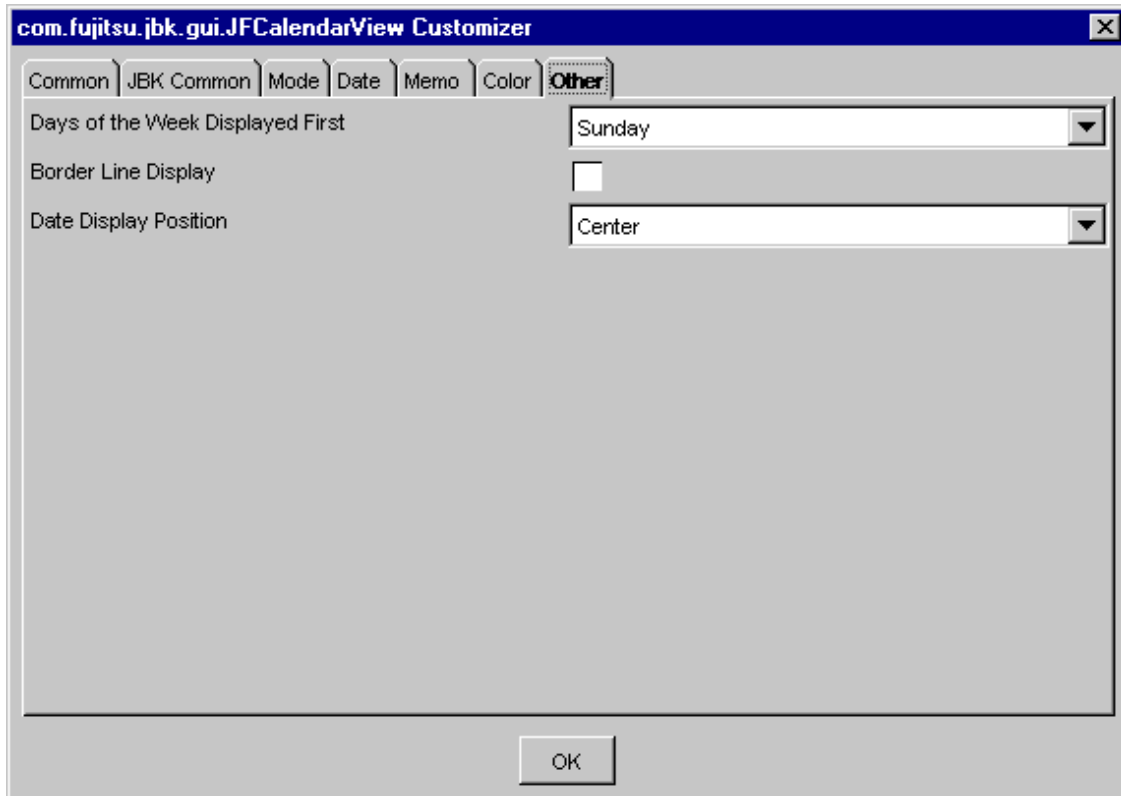 com.fujitsu.jbk.gui.JFCalendarView Customizer
Common JBK Common Mode Date Memo Color Other
Days of the Week Displayed First Sunday
Border Line Display
Date Display Position Center
OK